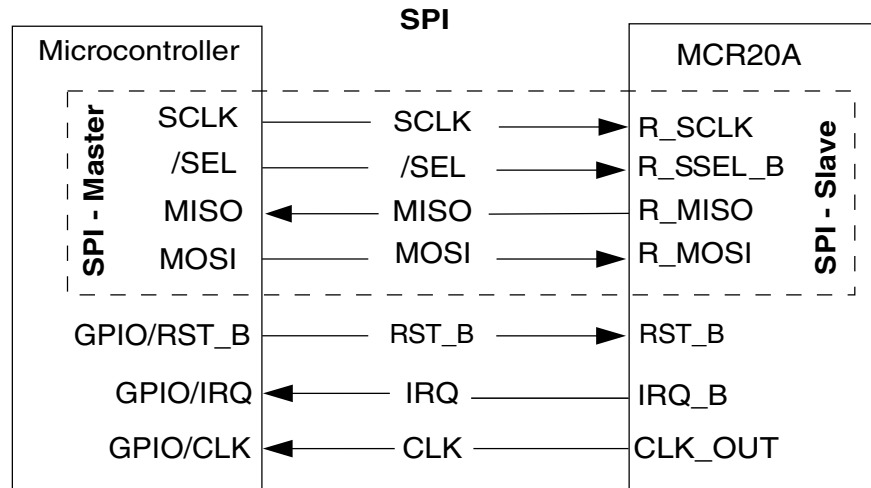 SPI
Microcontroller MCR20A
SPI - Master
SPI - Slave
SCLK SCLK R_SCLK
/SEL /SEL R_SSEL_B
MISO MISO R_MISO
MOSI MOSI R_MOSI
GPIO/RST_B RST_B RST_B
GPIO/IRQ IRQ IRQ_B
GPIO/CLK CLK CLK_OUT